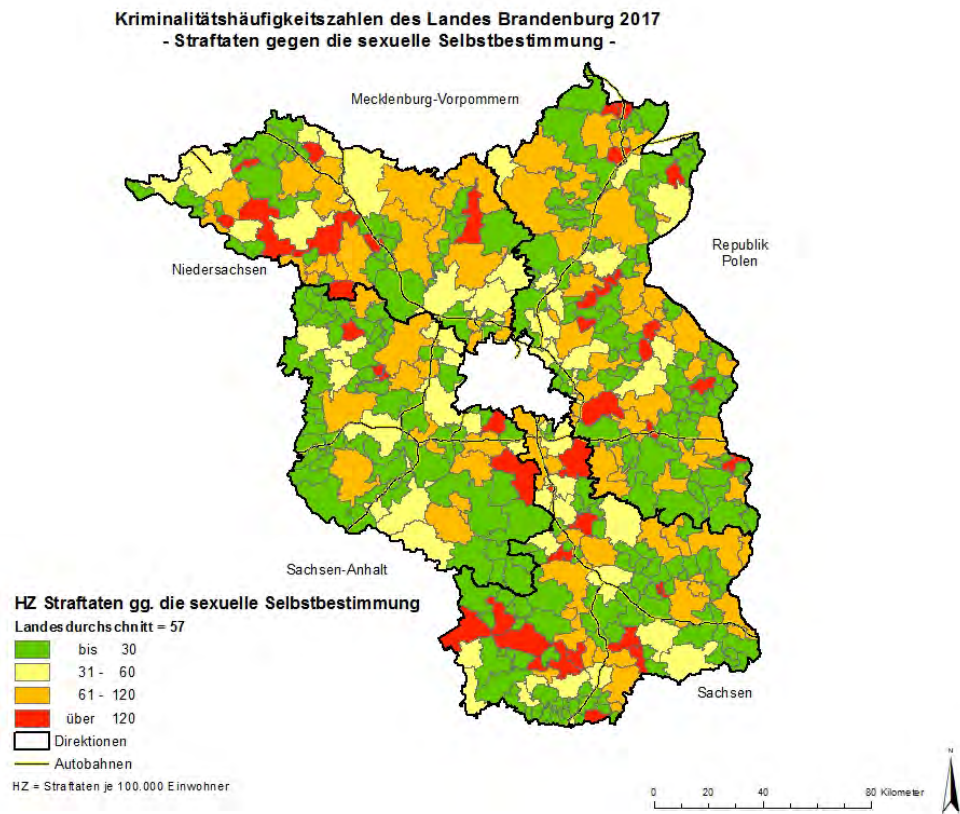 Kriminalitätshäufigkeitszahlen des Landes Brandenburg 2017
- Straftaten gegen die sexuelle Selbstbestimmung -
Mecklenburg-Vorpommern
Republik
Polen
Niedersachsen
Sachsen-Anhalt
Sachsen
HZ Straftaten gg. die sexuelle Selbstbestimmung
Landesdurchschnitt = 57
bis 30
31 - 60
61 - 120
über 120
Direktionen
Autobahnen
HZ = Straftaten je 100.000 Einwohner
N
0 20 40 80 Kilometer